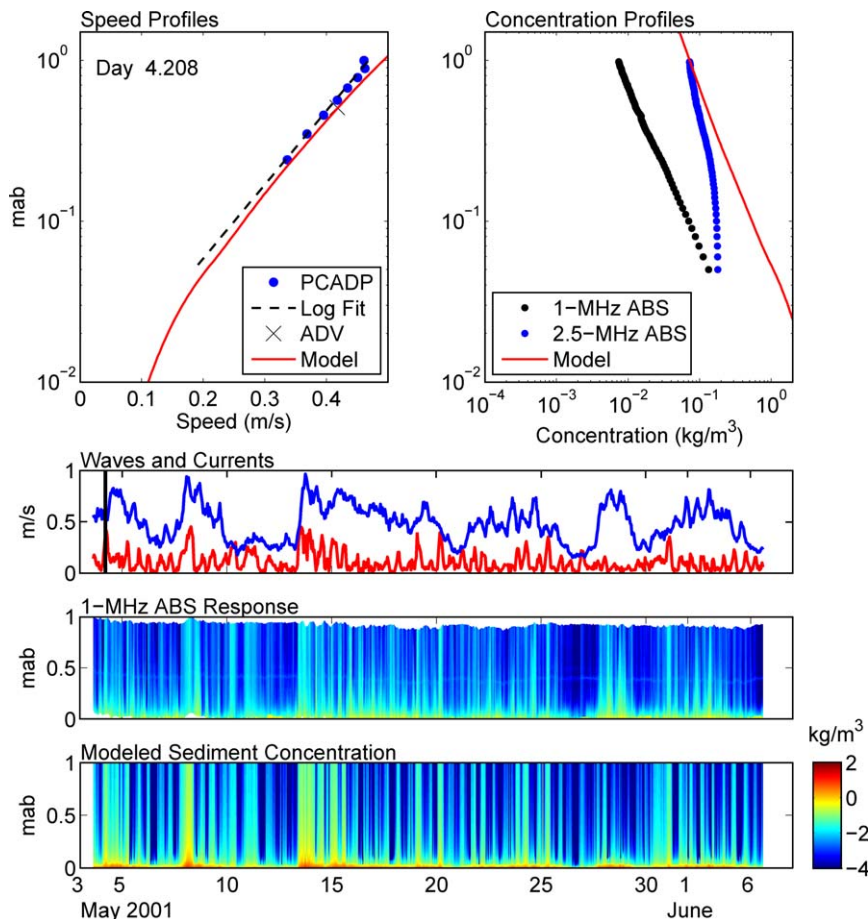 Speed Profiles
Concentration Profiles
Day 4.208
10⁰
10⁻¹
10⁻²
mab
PCADP
Log Fit
ADV
Model
0 0.1 0.2 0.3 0.4
Speed (m/s)
10⁰
10⁻¹
10⁻²
1−MHz ABS
2.5−MHz ABS
Model
10⁻⁴ 10⁻³ 10⁻² 10⁻¹ 10⁰
Concentration (kg/m³)
Waves and Currents
1
0.5
0
m/s
1−MHz ABS Response
1
0.5
0
mab
Modeled Sediment Concentration
1
0.5
0
mab
3 5 10 15 20 25 30 1 6
May 2001 June
kg/m³
2
0
−2
−4